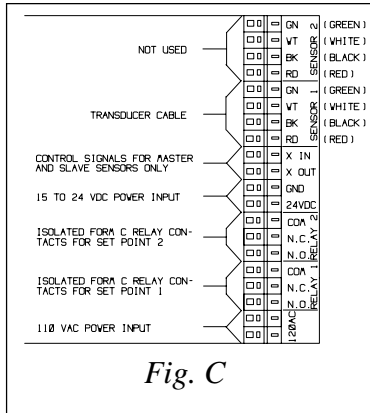 NOT USED
GN (GREEN)
WT (WHITE)
BK (BLACK)
RD (RED)
SENSOR 2
TRANSDUCER CABLE
GN (GREEN)
WT (WHITE)
BK (BLACK)
RD (RED)
SENSOR 1
CONTROL SIGNALS FOR MASTER
AND SLAVE SENSORS ONLY
X IN
X OUT
15 TO 24 VDC POWER INPUT
GND
24VDC
ISOLATED FORM C RELAY CON-
TACTS FOR SET POINT 2
COM
N.C.
N.O.
RELAY 2
ISOLATED FORM C RELAY CON-
TACTS FOR SET POINT 1
COM
N.C.
N.O.
RELAY 1
110 VAC POWER INPUT
120AC
Fig. C